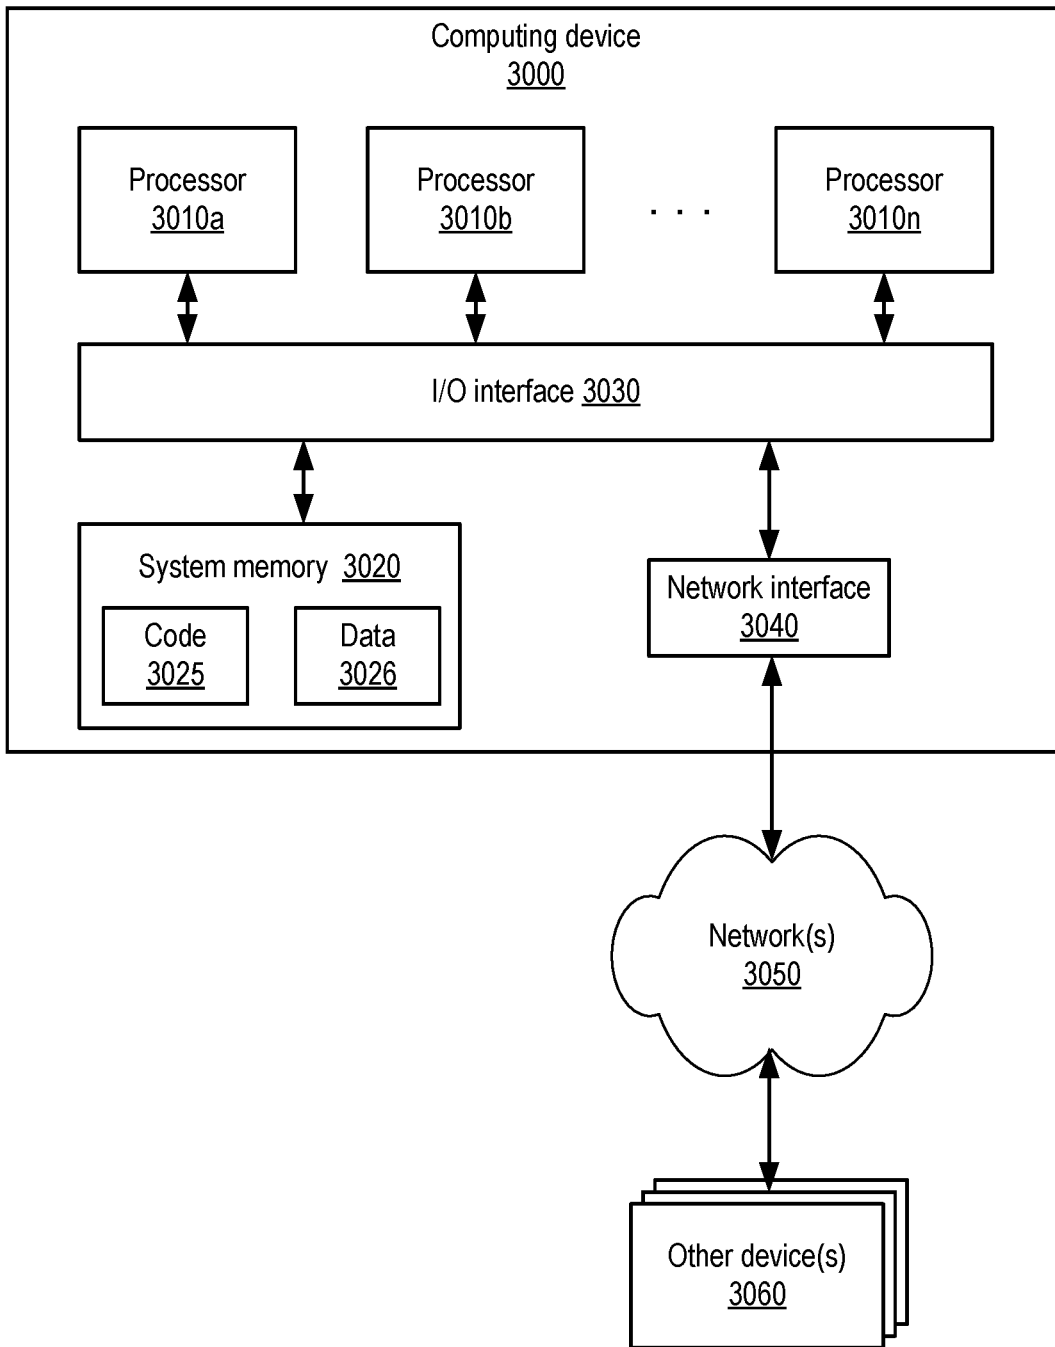 Computing device
3000
Processor
3010a
Processor
3010b
. . .
Processor
3010n
I/O interface 3030
System memory 3020
Code
3025
Data
3026
Network interface
3040
Network(s)
3050
Other device(s)
3060